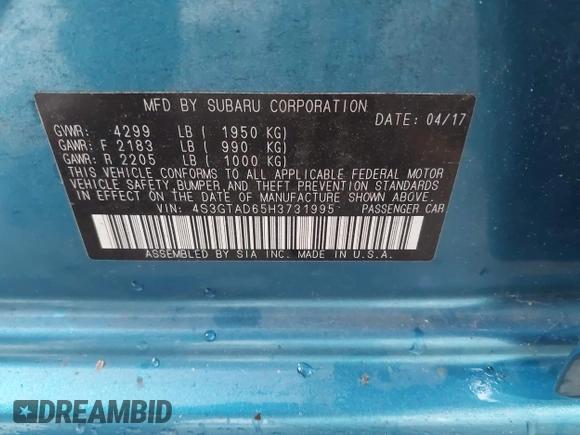 MFD BY SUBARU CORPORATION
DATE: 04/17
GVWR: 4299 LB ( 1950 KG)
GAWR: F 2183 LB ( 990 KG)
GAWR: R 2205 LB ( 1000 KG)
THIS VEHICLE CONFORMS TO ALL APPLICABLE FEDERAL MOTOR
VEHICLE SAFETY, BUMPER, AND THEFT PREVENTION STANDARDS
IN EFFECT ON THE DATE OF MANUFACTURE SHOWN ABOVE.
VIN: 4S3GTAD65H3731995 PASSENGER CAR
ASSEMBLED BY SIA INC. MADE IN U.S.A.
DREAMBID